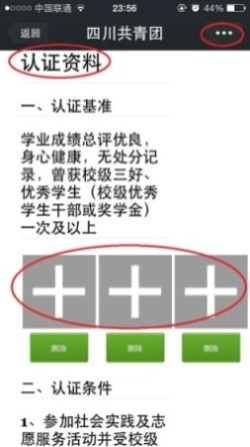 中国联通 23:56 44%
返回 四川共青团
认证资料
一、认证基准
学业成绩总评优良，
身心健康，无处分记
录，曾获校级三好、
优秀学生（校级优秀
学生干部或奖学金）
一次及以上
删除 删除 删除
二、认证条件
1、参加社会实践及志
愿服务活动并受校级